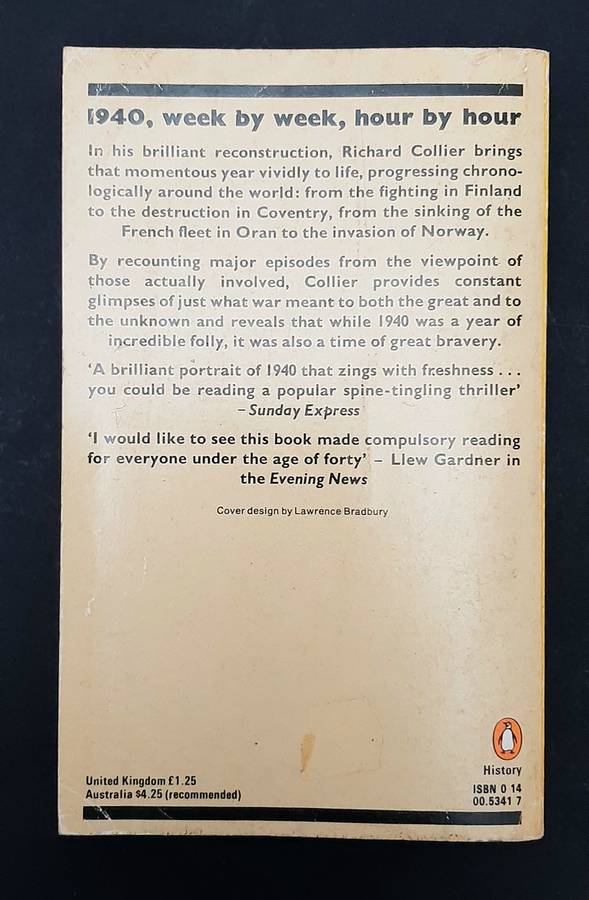 1940, week by week, hour by hour
In his brilliant reconstruction, Richard Collier brings
that momentous year vividly to life, progressing chrono-
logically around the world: from the fighting in Finland
to the destruction in Coventry, from the sinking of the
French fleet in Oran to the invasion of Norway.
By recounting major episodes from the viewpoint of
those actually involved, Collier provides constant
glimpses of just what war meant to both the great and to
the unknown and reveals that while 1940 was a year of
incredible folly, it was also a time of great bravery.
‘A brilliant portrait of 1940 that zings with freshness . . .
you could be reading a popular spine-tingling thriller’
– Sunday Express
‘I would like to see this book made compulsory reading
for everyone under the age of forty’ – Llew Gardner in
the Evening News
Cover design by Lawrence Bradbury
History
United Kingdom £1.25
Australia $4.25 (recommended)
ISBN 0 14
00.5341 7